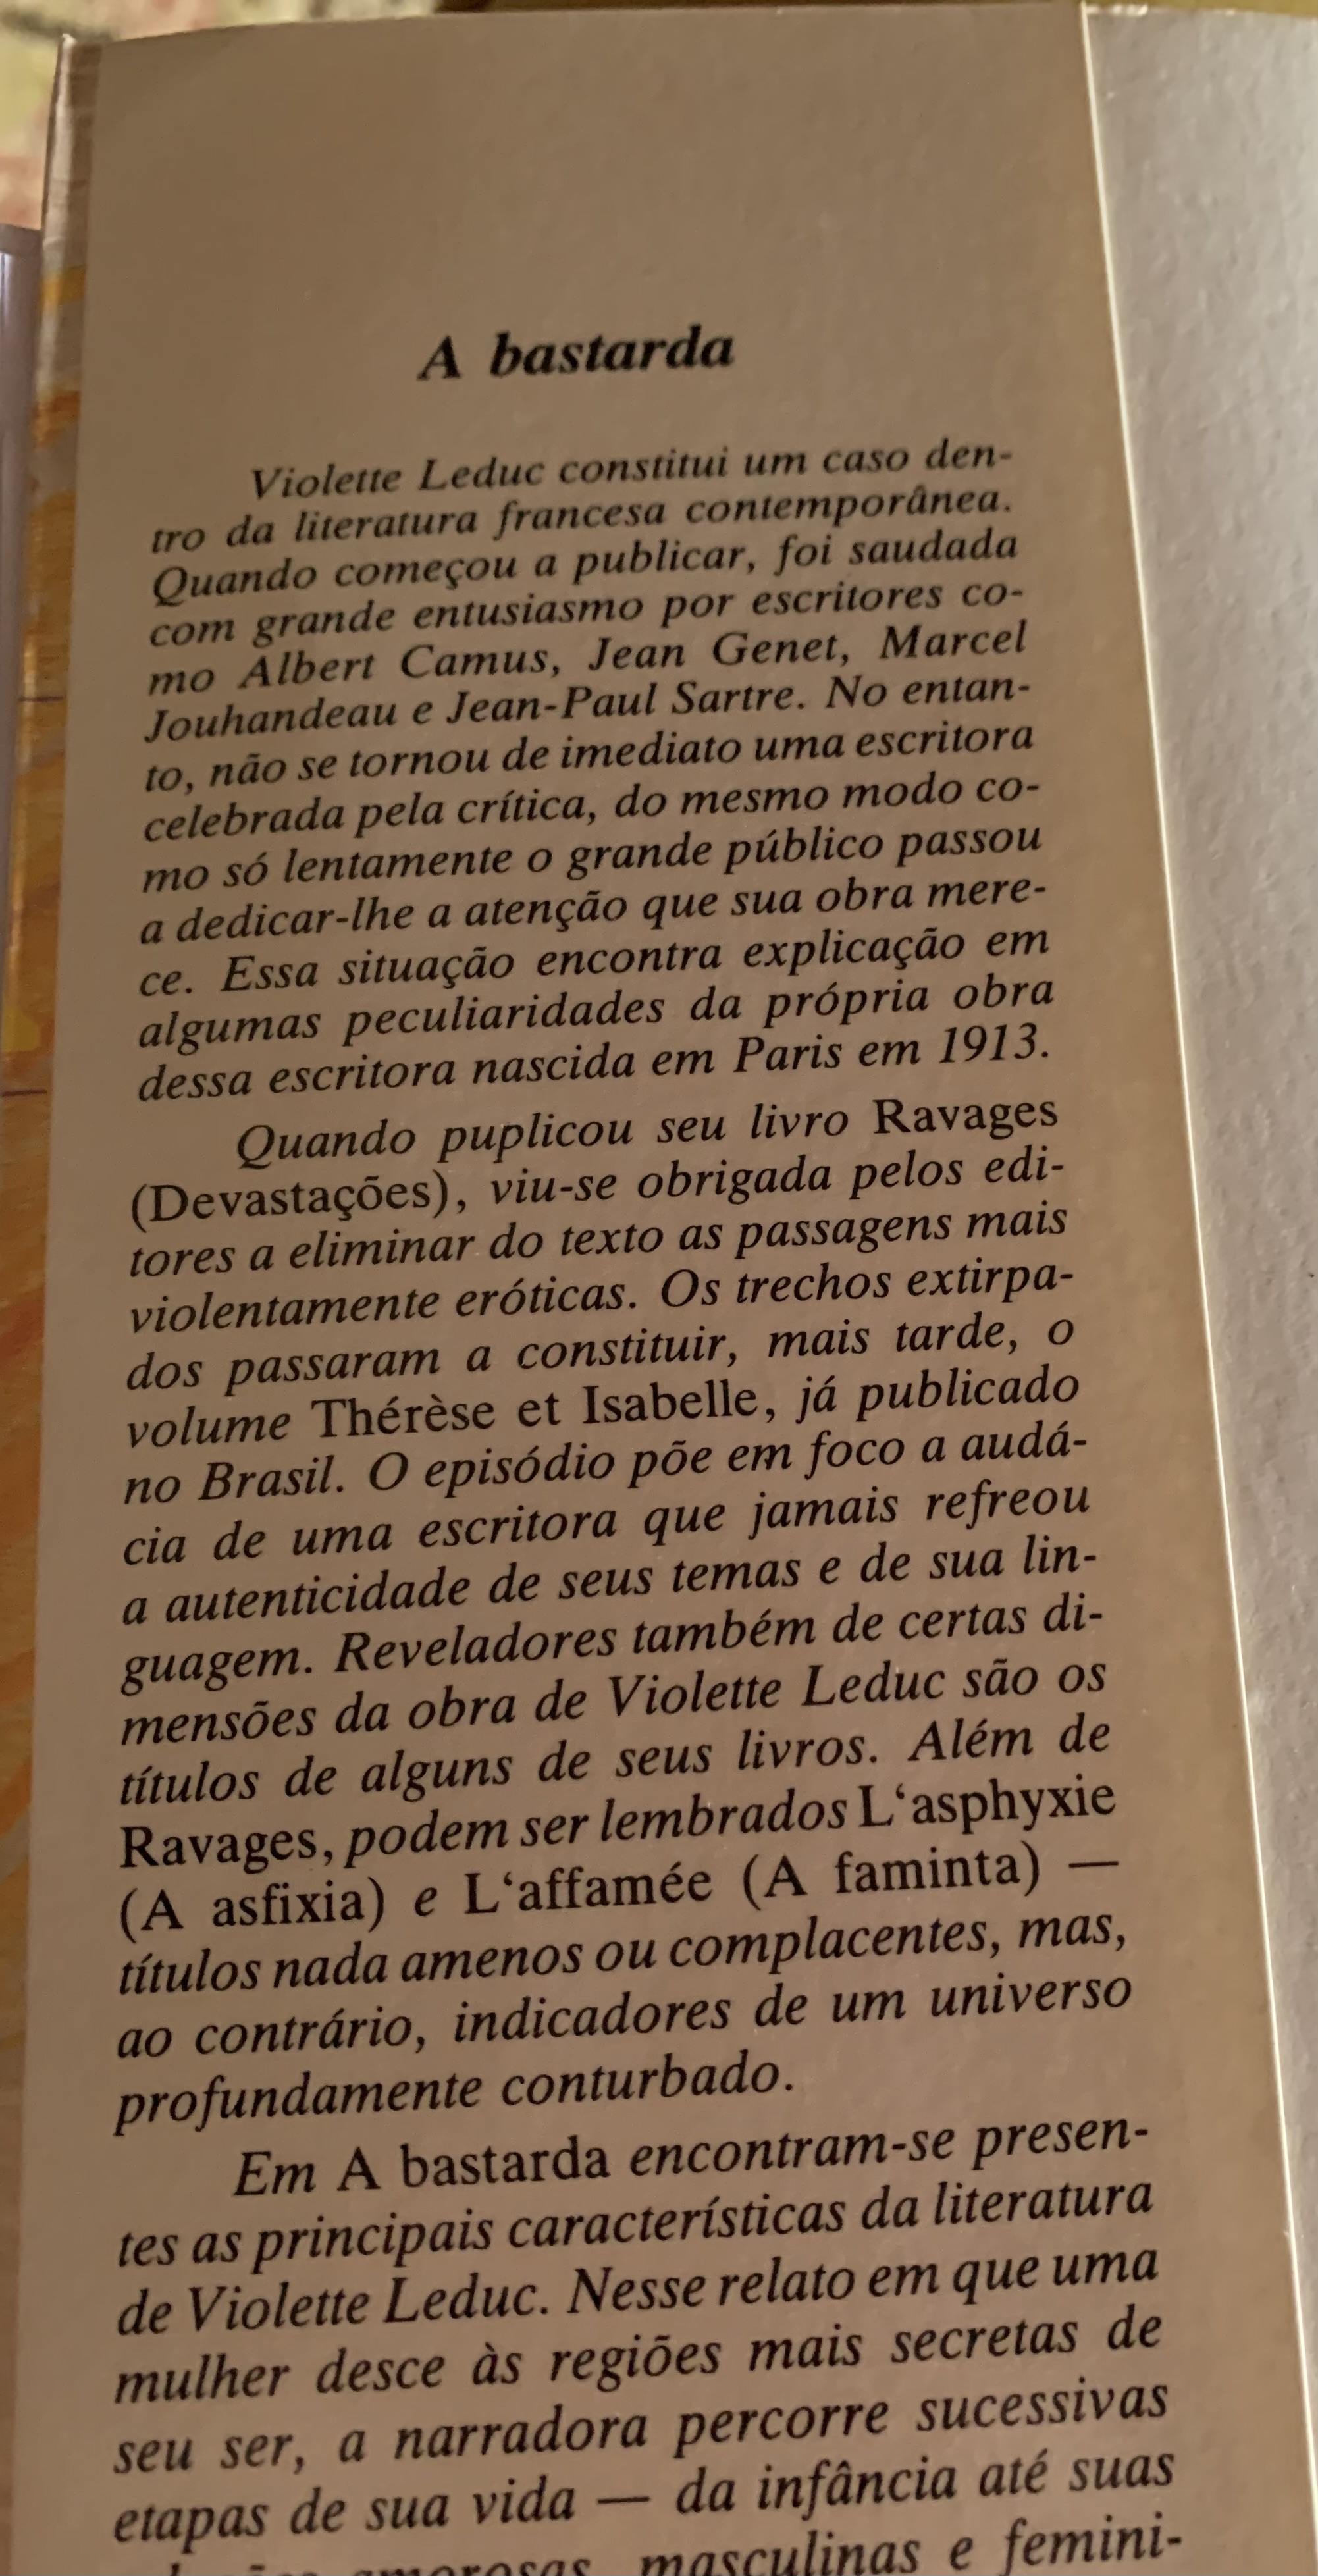 A bastarda
Violette Leduc constitui um caso den-
tro da literatura francesa contemporânea.
Quando começou a publicar, foi saudada
com grande entusiasmo por escritores co-
mo Albert Camus, Jean Genet, Marcel
Jouhandeau e Jean-Paul Sartre. No entan-
to, não se tornou de imediato uma escritora
celebrada pela crítica, do mesmo modo co-
mo só lentamente o grande público passou
a dedicar-lhe a atenção que sua obra mere-
ce. Essa situação encontra explicação em
algumas peculiaridades da própria obra
dessa escritora nascida em Paris em 1913.
Quando puplicou seu livro Ravages
(Devastações), viu-se obrigada pelos edi-
tores a eliminar do texto as passagens mais
violentamente eróticas. Os trechos extirpa-
dos passaram a constituir, mais tarde, o
volume Thérèse et Isabelle, já publicado
no Brasil. O episódio põe em foco a audá-
cia de uma escritora que jamais refreou
a autenticidade de seus temas e de sua lin-
guagem. Reveladores também de certas di-
mensões da obra de Violette Leduc são os
títulos de alguns de seus livros. Além de
Ravages, podem ser lembrados L‘asphyxie
(A asfixia) e L‘affamée (A faminta) —
títulos nada amenos ou complacentes, mas,
ao contrário, indicadores de um universo
profundamente conturbado.
Em A bastarda encontram-se presen-
tes as principais características da literatura
de Violette Leduc. Nesse relato em que uma
mulher desce às regiões mais secretas de
seu ser, a narradora percorre sucessivas
etapas de sua vida — da infância até suas
amorosas, masculinas e femini-